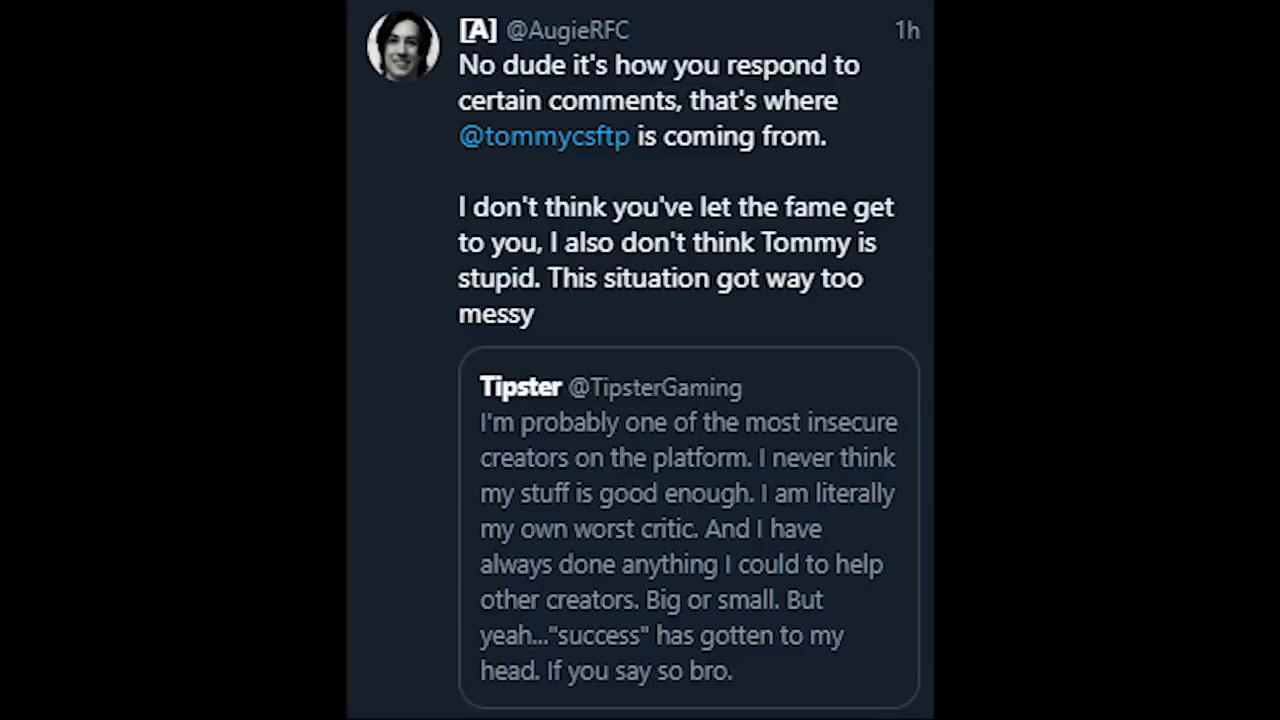 [A] @AugieRFC 1h
No dude it's how you respond to
certain comments, that's where
@tommycsftp is coming from.
I don't think you've let the fame get
to you, I also don't think Tommy is
stupid. This situation got way too
messy
Tipster @TipsterGaming
I'm probably one of the most insecure
creators on the platform. I never think
my stuff is good enough. I am literally
my own worst critic. And I have
always done anything I could to help
other creators. Big or small. But
yeah..."success" has gotten to my
head. If you say so bro.